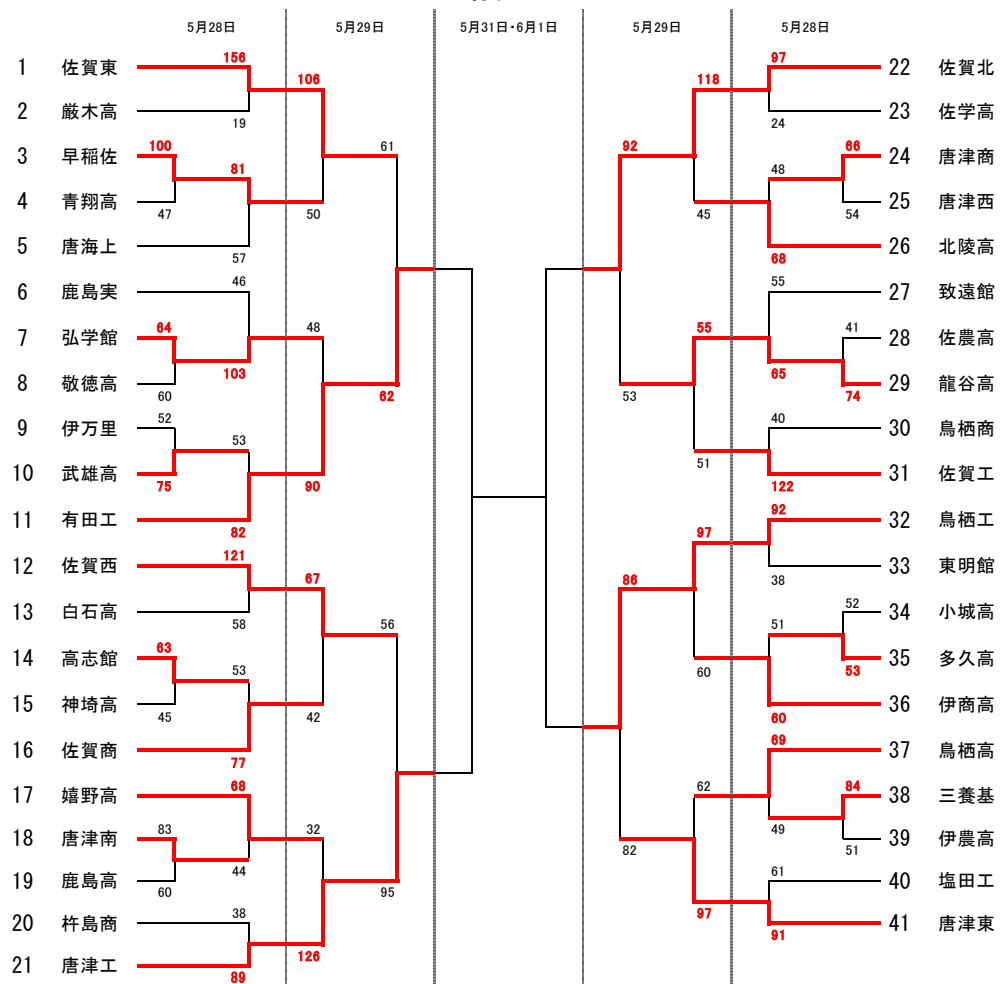 5月28日 5月29日 5月31日・6月1日 5月29日 5月28日
1 佐賀東 156 106 118 97 22 佐賀北
2 厳木高 19 24 23 佐学高
3 早稲佐 100 81 61 92 48 66 24 唐津商
4 青翔高 47 50 45 54 25 唐津西
5 唐海上 57 68 26 北陵高
6 鹿島実 46 55 27 致遠館
7 弘学館 64 48 55 41 28 佐農高
8 敬徳高 60 103 62 53 65 74 29 龍谷高
9 伊万里 52 53 40 30 鳥栖商
10 武雄高 75 90 51 122 31 佐賀工
11 有田工 82 92 32 鳥栖工
12 佐賀西 121 67 86 97 38 33 東明館
13 白石高 58 56 51 52 34 小城高
14 高志館 63 53 60 53 35 多久高
15 神埼高 45 42 60 36 伊商高
16 佐賀商 77 69 37 鳥栖高
17 嬉野高 68 62 84 38 三養基
18 唐津南 83 32 82 49 51 39 伊農高
19 鹿島高 60 44 95 61 40 塩田工
20 杵島商 38 97 91 41 唐津東
21 唐津工 89 126